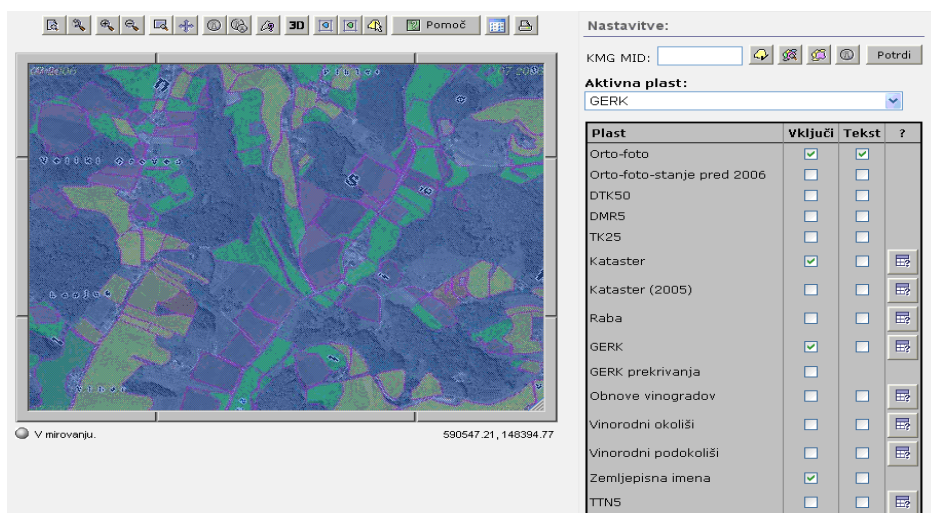 3D
Pomoč
Nastavitve:
KMG MID:
Potrdi
Aktivna plast:
GERK
Plast Vključi Tekst ?
Orto-foto
Orto-foto-stanje pred 2006
DTK50
DMR5
TK25
Kataster
Kataster (2005)
Raba
GERK
GERK prekrivanja
Obnove vinogradov
Vinorodni okoliši
Vinorodni podokoliši
Zemljepisna imena
TTN5
V mirovanju.
590547.21, 148394.77